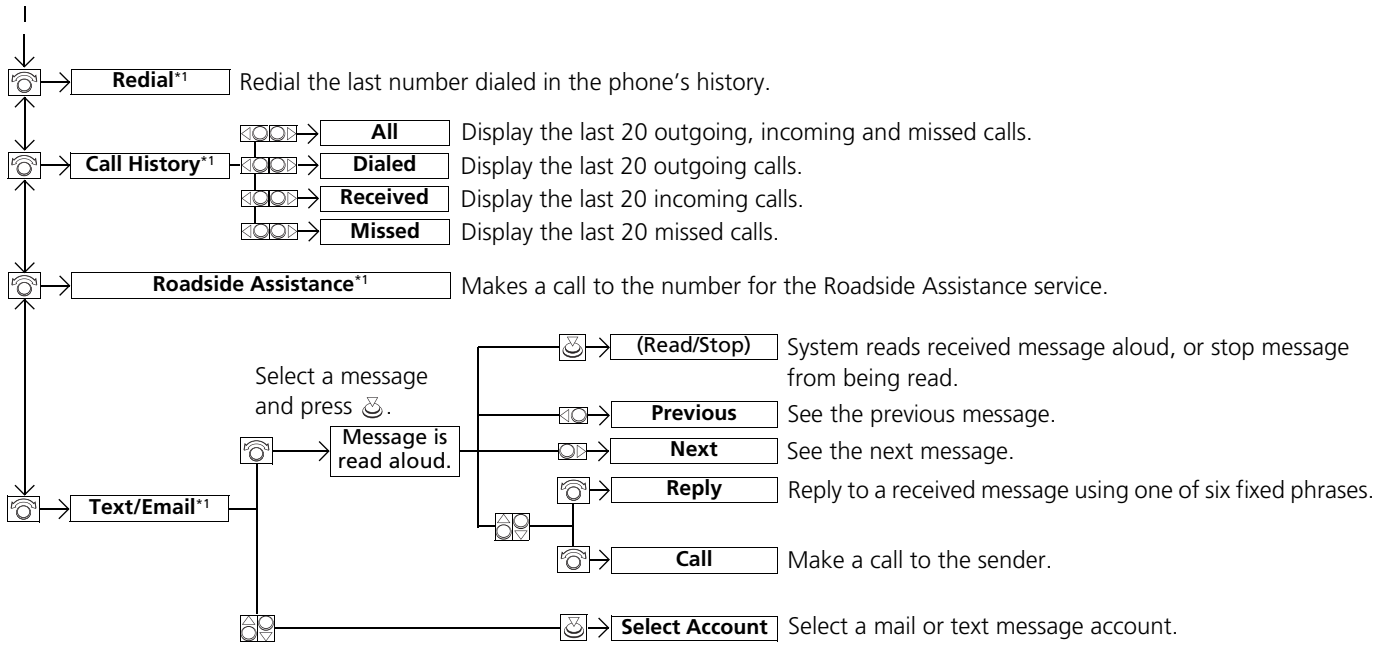 Redial*1 Redial the last number dialed in the phone's history.
All Display the last 20 outgoing, incoming and missed calls.
Call History*1 Dialed Display the last 20 outgoing calls.
Received Display the last 20 incoming calls.
Missed Display the last 20 missed calls.
Roadside Assistance*1 Makes a call to the number for the Roadside Assistance service.
(Read/Stop) System reads received message aloud, or stop message
from being read.
Select a message
and press .
Previous See the previous message.
Message is
read aloud.
Next See the next message.
Reply Reply to a received message using one of six fixed phrases.
Text/Email*1
Call Make a call to the sender.
Select Account Select a mail or text message account.